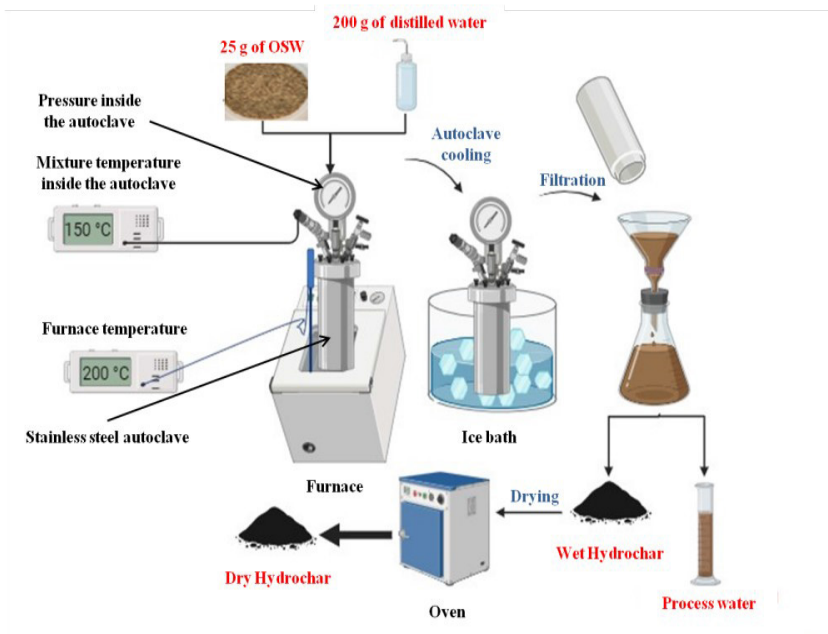 200 g of distilled water
25 g of OSW
Pressure inside
the autoclave
Autoclave
cooling
Mixture temperature
inside the autoclave
Filtration
150 °C
Furnace temperature
200 °C
Stainless steel autoclave
Ice bath
Furnace
Drying
Wet Hydrochar
Dry Hydrochar
Process water
Oven